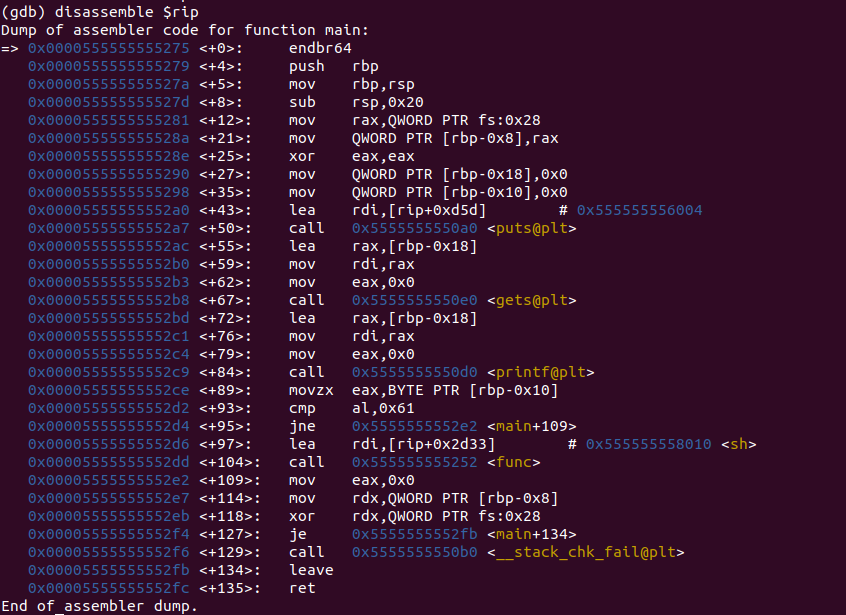 (gdb) disassemble $rip
Dump of assembler code for function main:
=> 0x0000555555555275 <+0>:     endbr64
   0x0000555555555279 <+4>:     push   rbp
   0x000055555555527a <+5>:     mov    rbp,rsp
   0x000055555555527d <+8>:     sub    rsp,0x20
   0x0000555555555281 <+12>:    mov    rax,QWORD PTR fs:0x28
   0x000055555555528a <+21>:    mov    QWORD PTR [rbp-0x8],rax
   0x000055555555528e <+25>:    xor    eax,eax
   0x0000555555555290 <+27>:    mov    QWORD PTR [rbp-0x18],0x0
   0x0000555555555298 <+35>:    mov    QWORD PTR [rbp-0x10],0x0
   0x00005555555552a0 <+43>:    lea    rdi,[rip+0xd5d]        # 0x555555556004
   0x00005555555552a7 <+50>:    call   0x5555555550a0 <puts@plt>
   0x00005555555552ac <+55>:    lea    rax,[rbp-0x18]
   0x00005555555552b0 <+59>:    mov    rdi,rax
   0x00005555555552b3 <+62>:    mov    eax,0x0
   0x00005555555552b8 <+67>:    call   0x5555555550e0 <gets@plt>
   0x00005555555552bd <+72>:    lea    rax,[rbp-0x18]
   0x00005555555552c1 <+76>:    mov    rdi,rax
   0x00005555555552c4 <+79>:    mov    eax,0x0
   0x00005555555552c9 <+84>:    call   0x5555555550d0 <printf@plt>
   0x00005555555552ce <+89>:    movzx  eax,BYTE PTR [rbp-0x10]
   0x00005555555552d2 <+93>:    cmp    al,0x61
   0x00005555555552d4 <+95>:    jne    0x5555555552e2 <main+109>
   0x00005555555552d6 <+97>:    lea    rdi,[rip+0x2d33]        # 0x555555558010 <sh>
   0x00005555555552dd <+104>:   call   0x555555555252 <func>
   0x00005555555552e2 <+109>:   mov    eax,0x0
   0x00005555555552e7 <+114>:   mov    rdx,QWORD PTR [rbp-0x8]
   0x00005555555552eb <+118>:   xor    rdx,QWORD PTR fs:0x28
   0x00005555555552f4 <+127>:   je     0x5555555552fb <main+134>
   0x00005555555552f6 <+129>:   call   0x5555555550b0 <__stack_chk_fail@plt>
   0x00005555555552fb <+134>:   leave
   0x00005555555552fc <+135>:   ret
End of assembler dump.